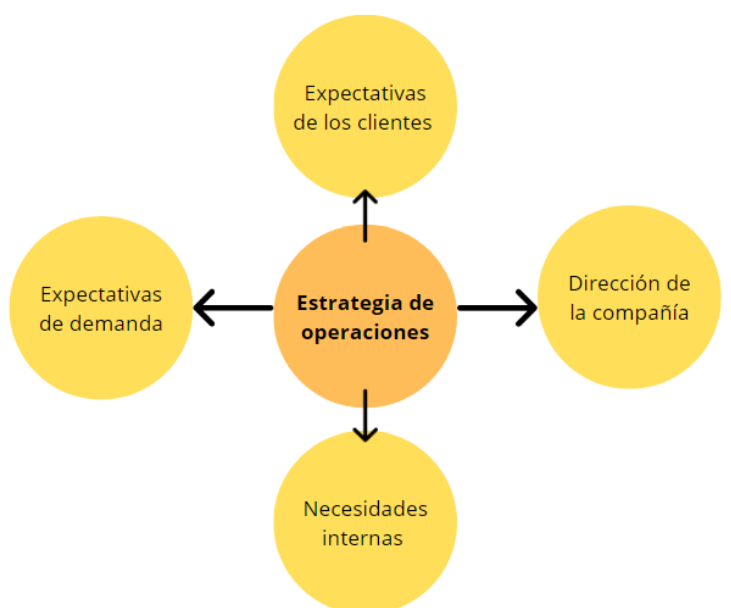 Expectativas
de los clientes
Expectativas
de demanda
Estrategia de
operaciones
Dirección de
la compañía
Necesidades
internas